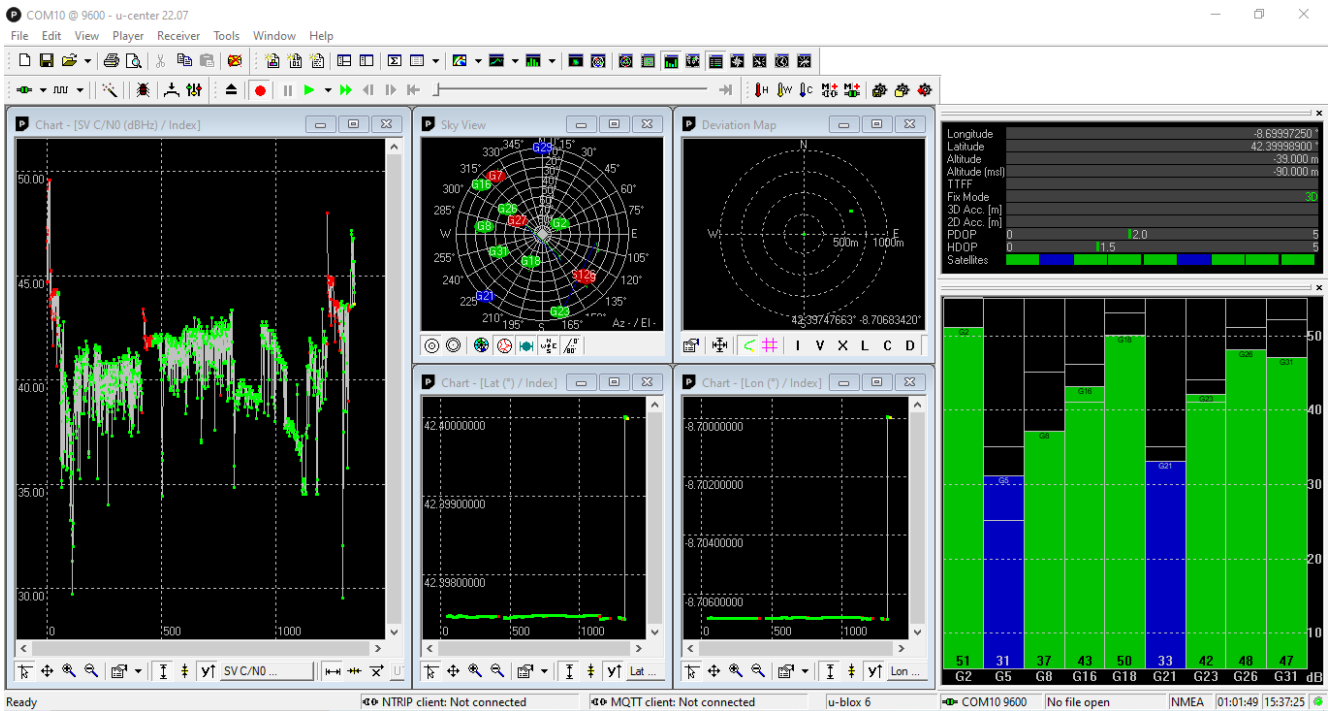 COM10 @ 9600 - u-center 22.07
File Edit View Player Receiver Tools Window Help
Chart - [SV C/N0 (dBHz) / Index]
50.00
45.00
40.00
35.00
30.00
0 500 1000
SV C/N0 ...
Sky View
330° 345° N 15° 30°
315° 45°
300° 60°
285° 75°
W E
255° 105°
240° 120°
225° 135°
210° 195° S 165°
G29
G7
G16
G26
G27
G2
G8
G31
G18
S126
G21
G23
Az - / El -
Deviation Map
N
W E
500m 1000m
S
42.39747663° -8.70683420°
I V X L C D
Chart - [Lat (°) / Index]
42.40000000
42.39900000
42.39800000
0 500 1000
Lat ...
Chart - [Lon (°) / Index]
-8.70000000
-8.70200000
-8.70400000
-8.70600000
0 500 1000
Lon ...
Longitude -8.69997250 °
Latitude 42.39998900 °
Altitude -39.000 m
Altitude (msl) -90.000 m
TTFF
Fix Mode 3D
3D Acc. [m]
2D Acc. [m]
PDOP 0 2.0 5
HDOP 0 1.5 5
Satellites
50
40
30
20
10
G2 G5 G8 G16 G18 G21 G23 G26 G31
51 31 37 43 50 33 42 48 47
G2 G5 G8 G16 G18 G21 G23 G26 G31 dB
Ready NTRIP client: Not connected MQTT client: Not connected u-blox 6 COM10 9600 No file open NMEA 01:01:49 15:37:25